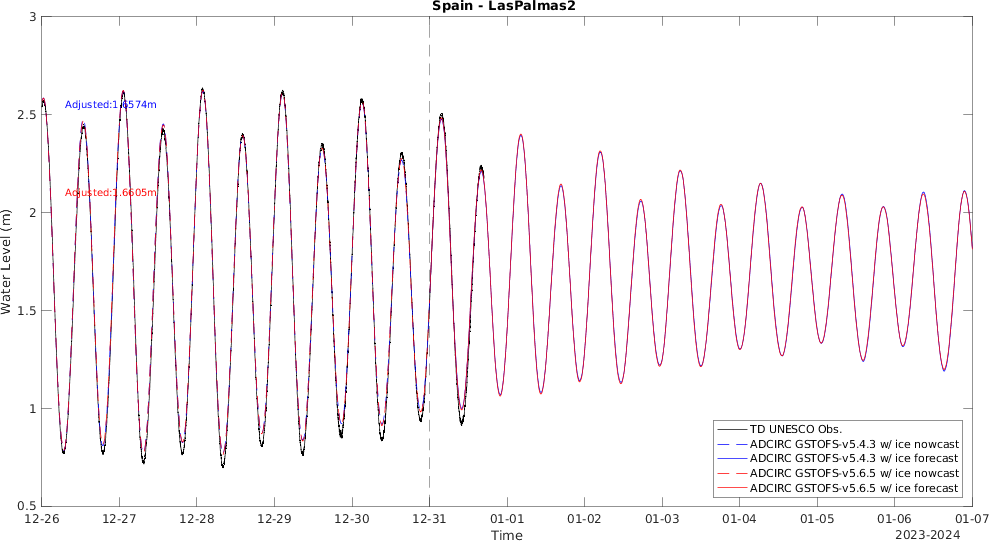 Spain - LasPalmas2
3
2.5
2
1.5
1
0.5
Water Level (m)
Adjusted:1.6574m
Adjusted:1.6605m
TD UNESCO Obs.
ADCIRC GSTOFS-v5.4.3 w/ ice nowcast
ADCIRC GSTOFS-v5.4.3 w/ ice forecast
ADCIRC GSTOFS-v5.6.5 w/ ice nowcast
ADCIRC GSTOFS-v5.6.5 w/ ice forecast
12-26 12-27 12-28 12-29 12-30 12-31 01-01 01-02 01-03 01-04 01-05 01-06 01-07
Time
2023-2024